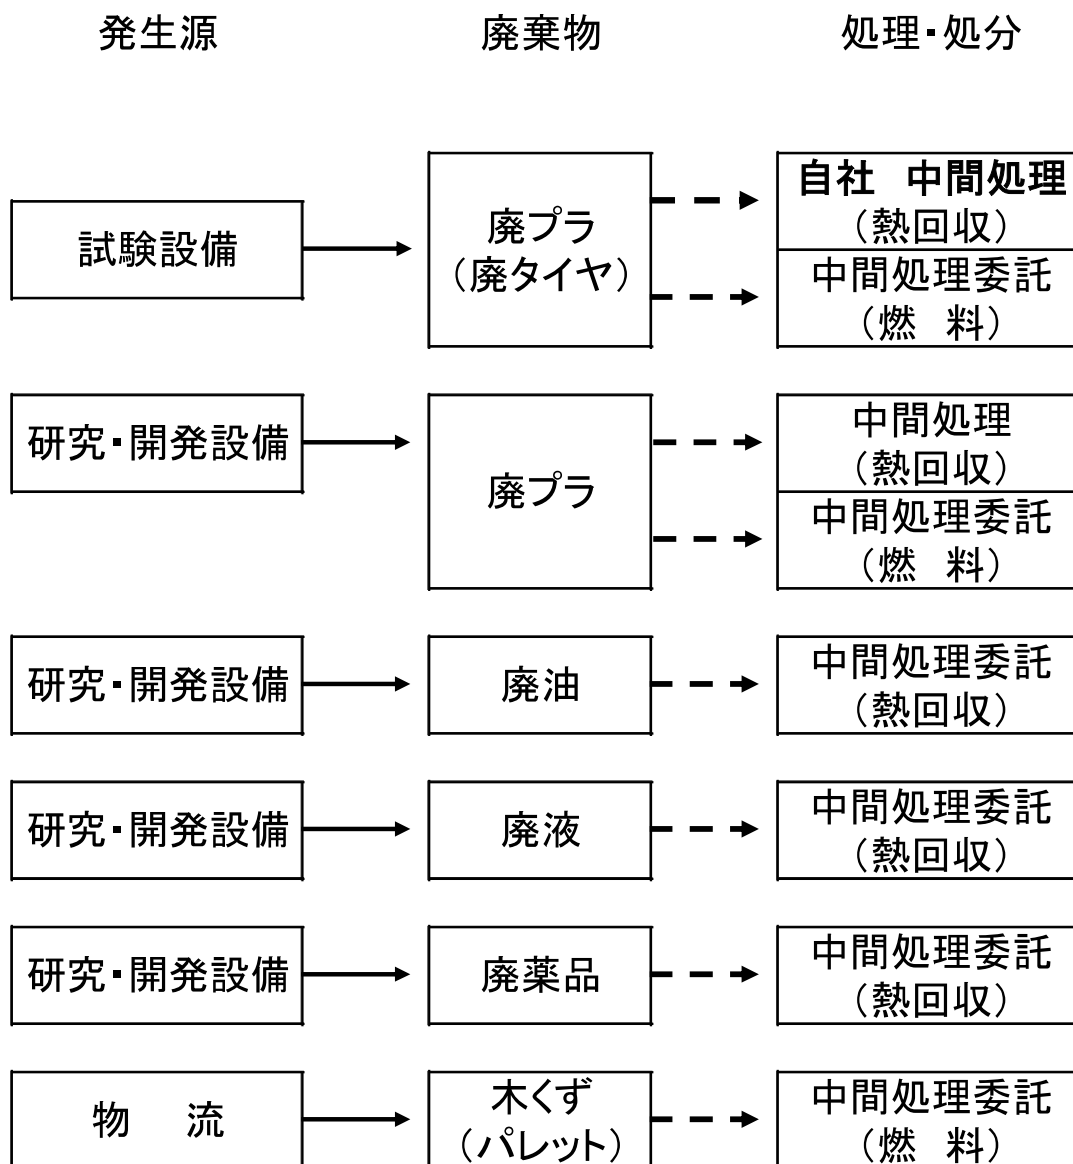 発生源 廃棄物 処理・処分
試験設備
廃プラ
（廃タイヤ）
自社　中間処理
（熱回収）
中間処理委託
（燃　料）
研究・開発設備
廃プラ
中間処理
（熱回収）
中間処理委託
（燃　料）
研究・開発設備
廃油
中間処理委託
（熱回収）
研究・開発設備
廃液
中間処理委託
（熱回収）
研究・開発設備
廃薬品
中間処理委託
（熱回収）
物　流
木くず
（パレット）
中間処理委託
（燃　料）